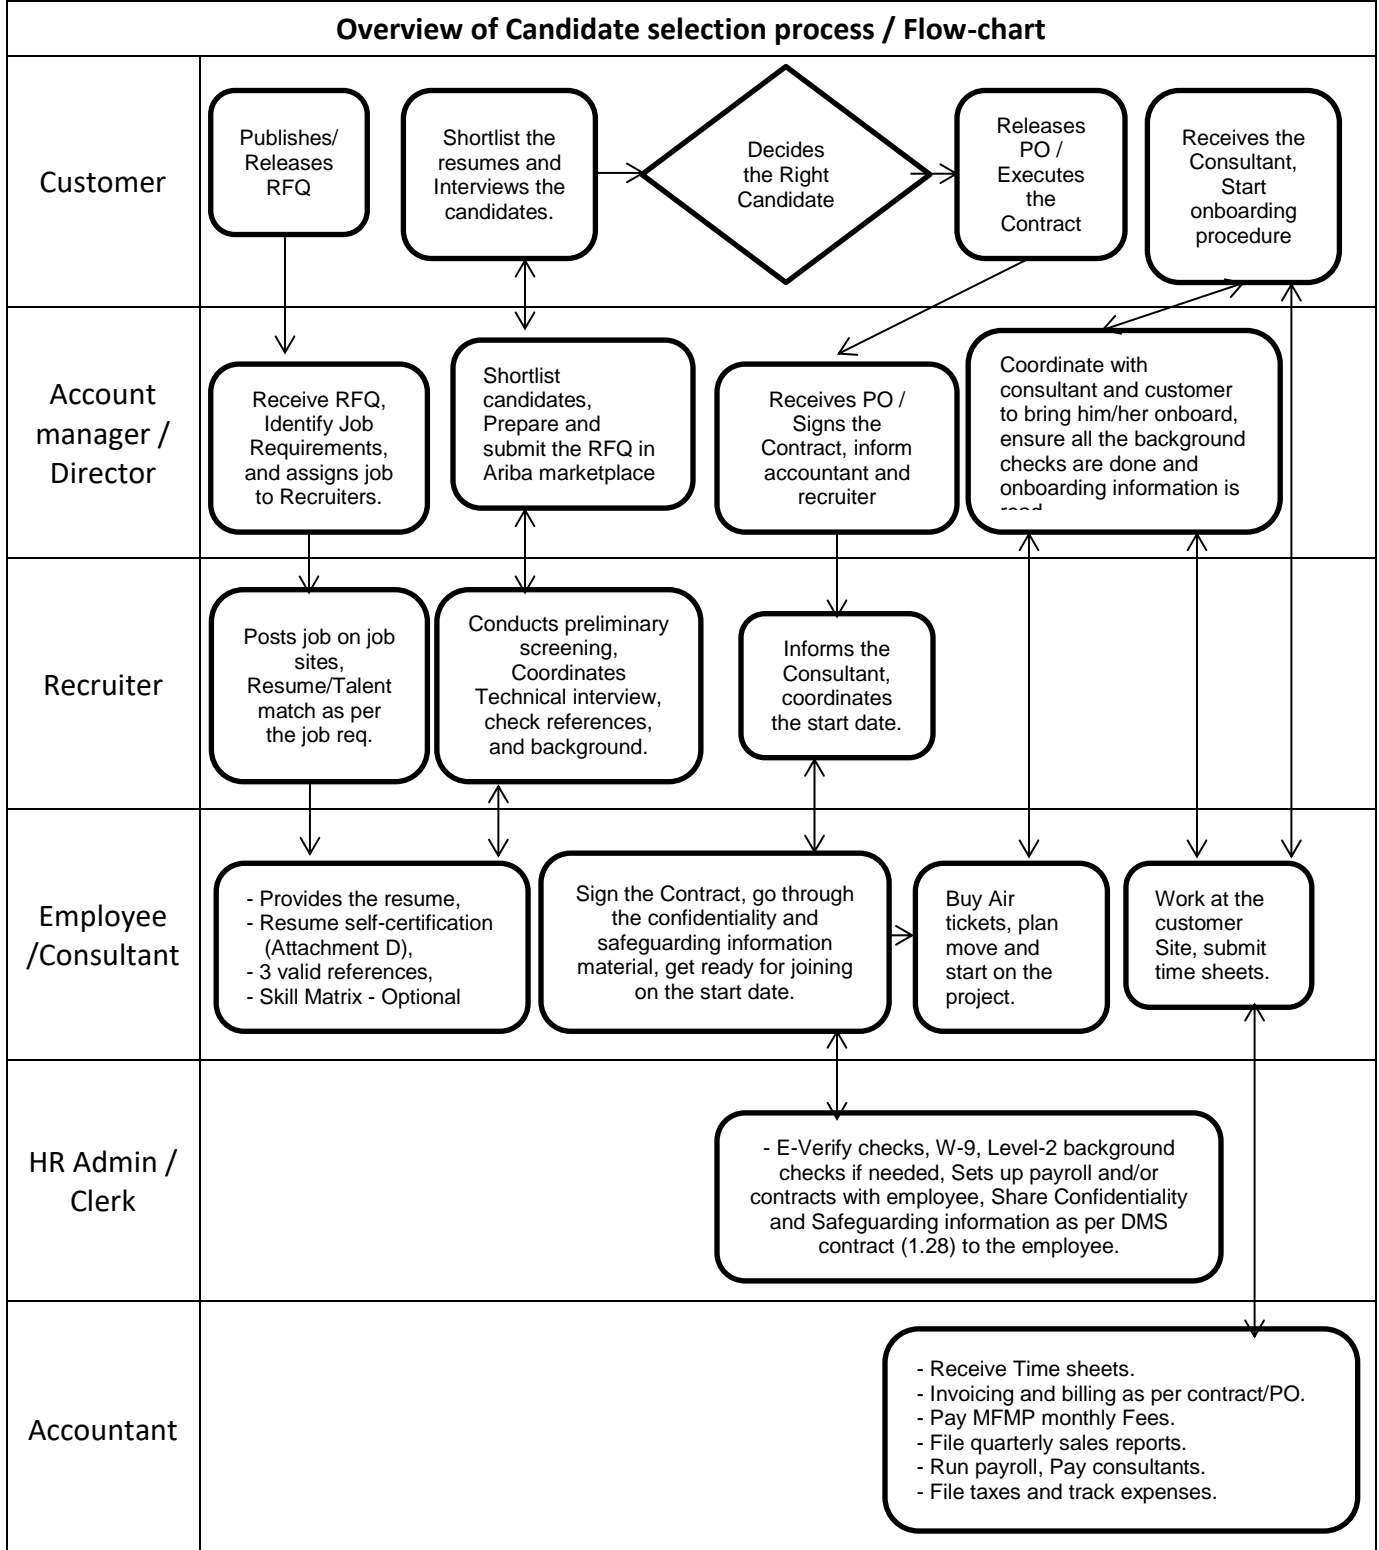 Overview of Candidate selection process / Flow-chart
Customer
Publishes/
Releases
RFQ
Shortlist the
resumes and
Interviews the
candidates.
Decides
the Right
Candidate
Releases
PO /
Executes
the
Contract
Receives the
Consultant,
Start
onboarding
procedure
Account
manager /
Director
Receive RFQ,
Identify Job
Requirements,
and assigns job
to Recruiters.
Shortlist
candidates,
Prepare and
submit the RFQ in
Ariba marketplace
Receives PO /
Signs the
Contract, inform
accountant and
recruiter
Coordinate with
consultant and customer
to bring him/her onboard,
ensure all the background
checks are done and
onboarding information is
Recruiter
Posts job on job
sites,
Resume/Talent
match as per
the job req.
Conducts preliminary
screening,
Coordinates
Technical interview,
check references,
and background.
Informs the
Consultant,
coordinates
the start date.
Employee
/Consultant
- Provides the resume,
- Resume self-certification
(Attachment D),
- 3 valid references,
- Skill Matrix - Optional
Sign the Contract, go through
the confidentiality and
safeguarding information
material, get ready for joining
on the start date.
Buy Air
tickets, plan
move and
start on the
project.
Work at the
customer
Site, submit
time sheets.
HR Admin /
Clerk
- E-Verify checks, W-9, Level-2 background
checks if needed, Sets up payroll and/or
contracts with employee, Share Confidentiality
and Safeguarding information as per DMS
contract (1.28) to the employee.
Accountant
- Receive Time sheets.
- Invoicing and billing as per contract/PO.
- Pay MFMP monthly Fees.
- File quarterly sales reports.
- Run payroll, Pay consultants.
- File taxes and track expenses.